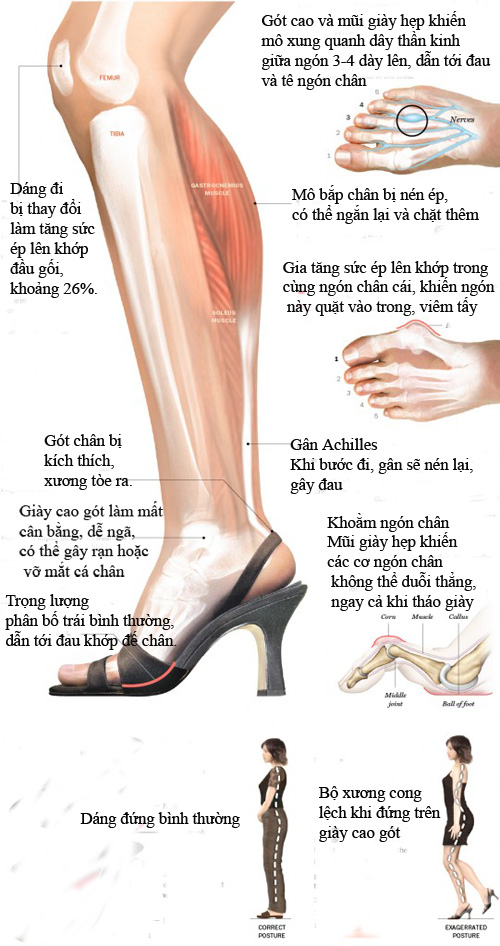 Gót cao và mũi giày hẹp khiến
mô xung quanh dây thần kinh
giữa ngón 3-4 dày lên, dẫn tới đau
và tê ngón chân
FEMUR
TIBIA
5
4
3
2
1
Nerves
GASTROCNEMIUS
MUSCLE
Dáng đi
bị thay đổi
làm tăng sức
ép lên khớp
đầu gối,
khoảng 26%.
Mô bắp chân bị nén ép,
có thể ngắn lại và chặt thêm
Gia tăng sức ép lên khớp trong
cùng ngón chân cái, khiến ngón
này quặt vào trong, viêm tấy
SOLEUS
MUSCLE
1
2
3
4
5
Gót chân bị
kích thích,
xương tòe ra.
Gân Achilles
Khi bước đi, gân sẽ nén lại,
gây đau
Giày cao gót làm mất
cân bằng, dễ ngã,
có thể gây rạn hoặc
vỡ mắt cá chân
Khoằm ngón chân
Mũi giày hẹp khiến
các cơ ngón chân
không thể duỗi thẳng,
ngay cả khi tháo giày
Trọng lượng
phân bố trái bình thường,
dẫn tới đau khớp đế chân.
Corn
Muscle
Callus
Middle
joint
Ball of foot
Dáng đứng bình thường
Bộ xương cong
lệch khi đứng trên
giày cao gót
the
CORRECT
POSTURE
EXAGGERATED
POSTURE